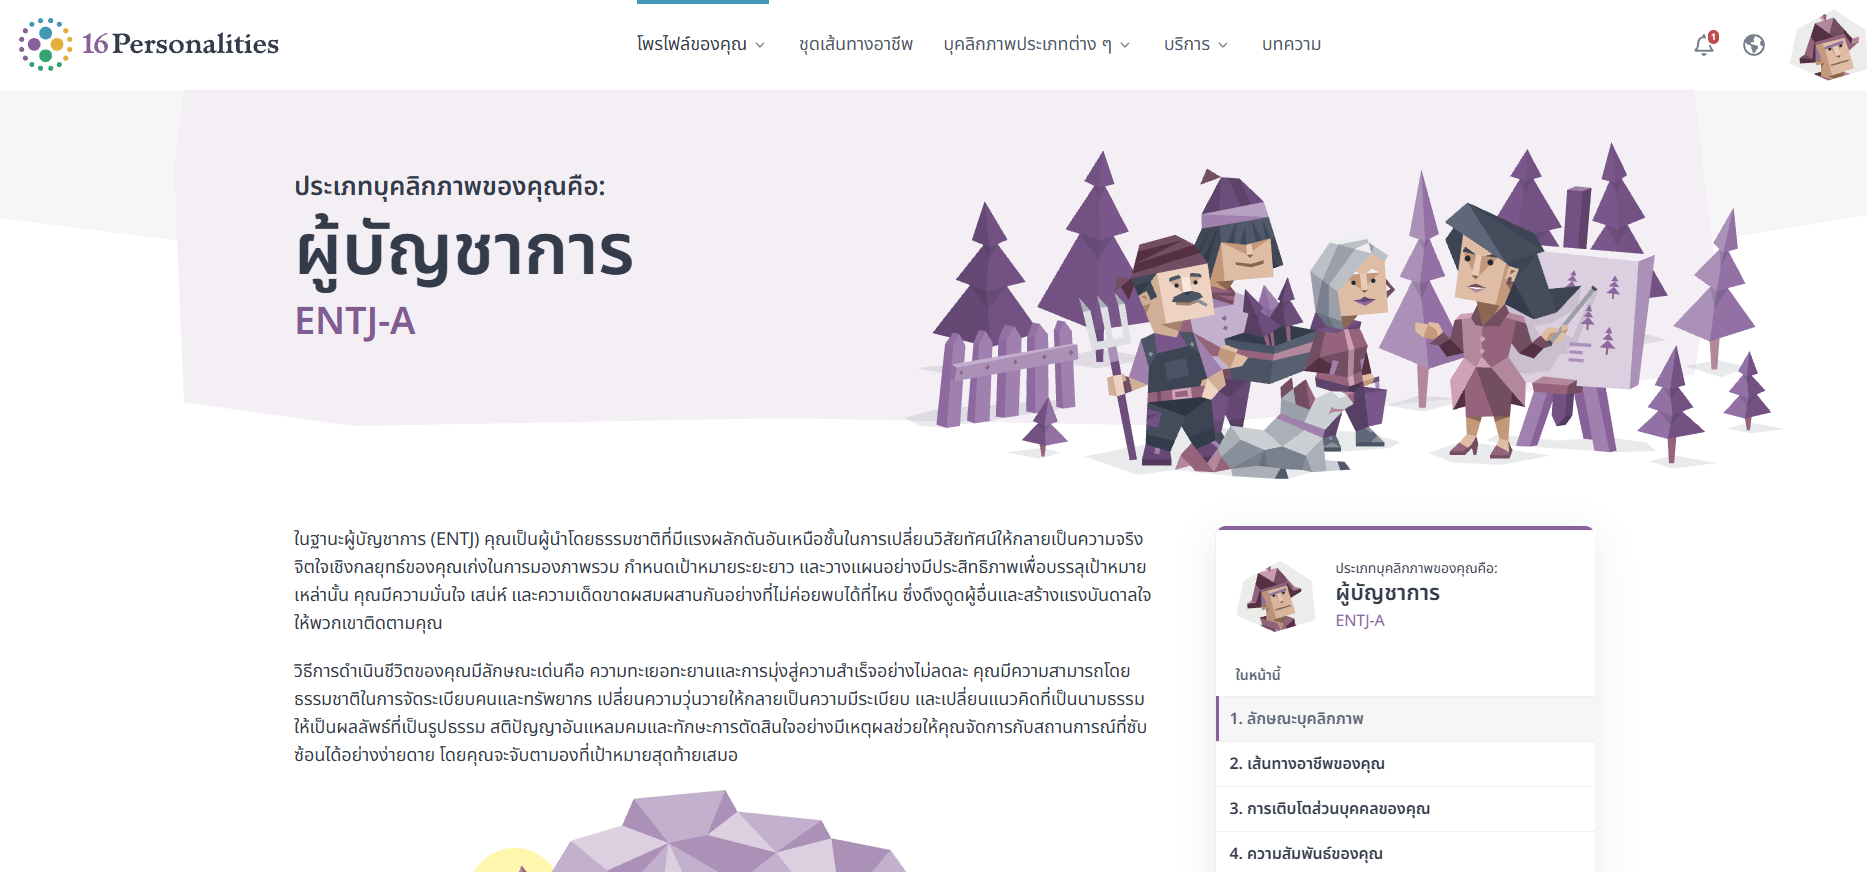 16Personalities
โพรไฟล์ของคุณ
ชุดเส้นทางอาชีพ
บุคลิกภาพประเภทต่าง ๆ
บริการ
บทความ
1
ประเภทบุคลิกภาพของคุณคือ:
ผู้บัญชาการ
ENTJ-A
ในฐานะผู้บัญชาการ (ENTJ) คุณเป็นผู้นำโดยธรรมชาติที่มีแรงผลักดันอันเหนือชั้นในการเปลี่ยนวิสัยทัศน์ให้กลายเป็นความจริง
จิตใจเชิงกลยุทธ์ของคุณเก่งในการมองภาพรวม กำหนดเป้าหมายระยะยาว และวางแผนอย่างมีประสิทธิภาพเพื่อบรรลุเป้าหมาย
เหล่านั้น คุณมีความมั่นใจ เสน่ห์ และความเด็ดขาดผสมผสานกันอย่างที่ไม่ค่อยพบได้ที่ไหน ซึ่งดึงดูดผู้อื่นและสร้างแรงบันดาลใจ
ให้พวกเขาติดตามคุณ
วิธีการดำเนินชีวิตของคุณมีลักษณะเด่นคือ ความทะเยอทะยานและการมุ่งสู่ความสำเร็จอย่างไม่ลดละ คุณมีความสามารถโดย
ธรรมชาติในการจัดระเบียบคนและทรัพยากร เปลี่ยนความวุ่นวายให้กลายเป็นความมีระเบียบ และเปลี่ยนแนวคิดที่เป็นนามธรรม
ให้เป็นผลลัพธ์ที่เป็นรูปธรรม สติปัญญาอันแหลมคมและทักษะการตัดสินใจอย่างมีเหตุผลช่วยให้คุณจัดการกับสถานการณ์ที่ซับ
ซ้อนได้อย่างง่ายดาย โดยคุณจะจับตามองที่เป้าหมายสุดท้ายเสมอ
ประเภทบุคลิกภาพของคุณคือ:
ผู้บัญชาการ
ENTJ-A
ในหน้านี้
1. ลักษณะบุคลิกภาพ
2. เส้นทางอาชีพของคุณ
3. การเติบโตส่วนบุคคลของคุณ
4. ความสัมพันธ์ของคุณ